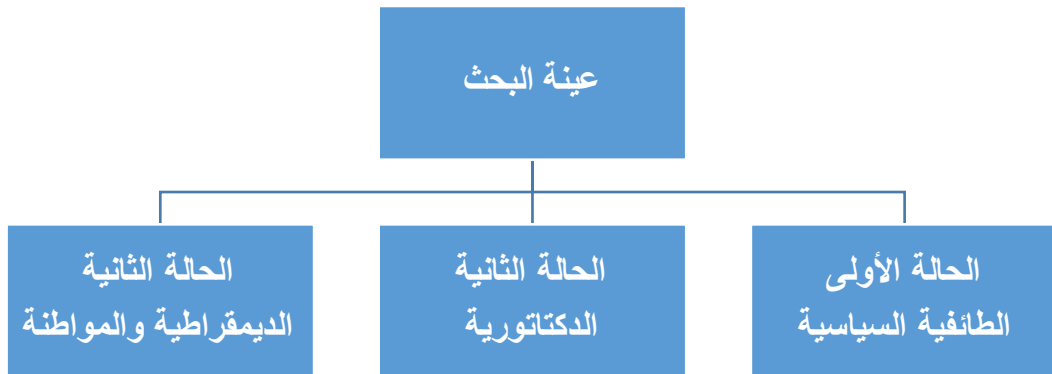 عينة البحث
الحالة الأولى
الطائفية السياسية
الحالة الثانية
الدكتاتورية
الحالة الثانية
الديمقراطية والمواطنة